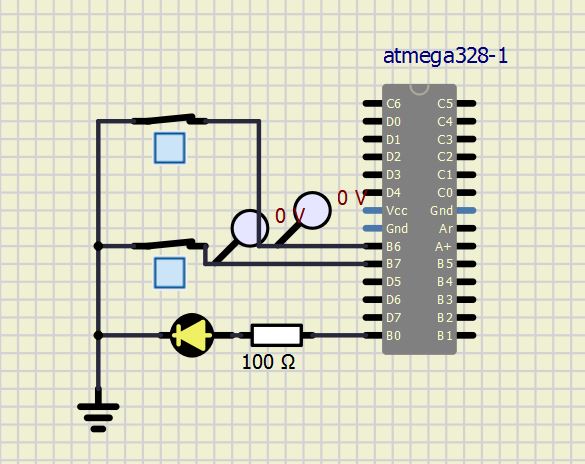 atmega328-1
C6 C5
D0 C4
D1 C3
D2 C2
D3 C1
D4 C0
0 V
0 V
Vcc Gnd
Gnd Ar
B6 A+
B7 B5
D5 B4
D6 B3
D7 B2
B0 B1
100 Ω